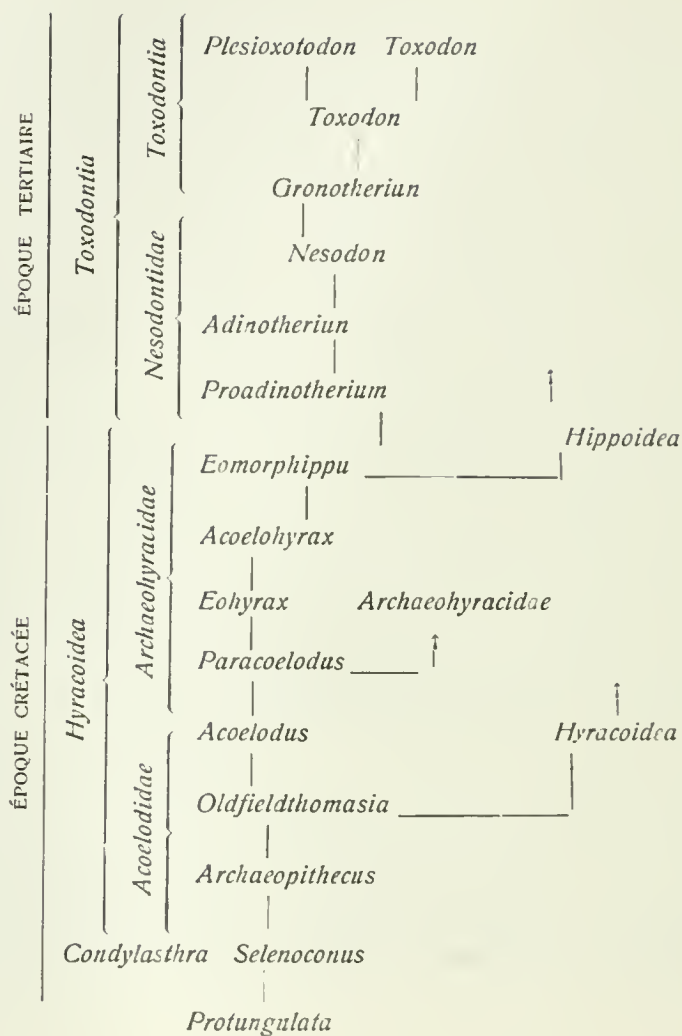 Plesioxotodon Toxodon
Toxodon
Gronotheriun
Nesodon
Adinotheriun
Proadinotherium
Hippoidea
Eomorphippu
Acoelohyrax
Eohyrax Archaeohyracidae
Paracoelodus
Acoelodus Hyracoidea
Oldfieldthomasia
Archaeopithecus
Condylasthra Selenoconus
Protungulata
ÉPOQUE TERTIAIRE
Toxodontia
Toxodontia
Nesodontidae
ÉPOQUE CRÉTACÉE
Hyracoidea
Archaeohyracidae
Acoelodidae